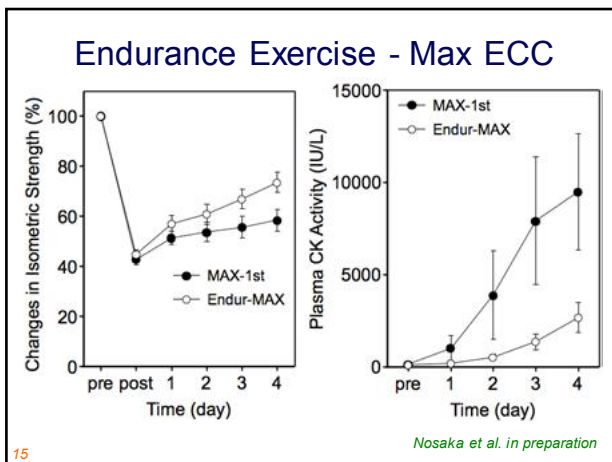 Endurance Exercise - Max ECC
Changes in Isometric Strength (%)
100
80
60
40
20
0
MAX-1st
Endur-MAX
pre post 1 2 3 4
Time (day)
Plasma CK Activity (IU/L)
15000
10000
5000
0
MAX-1st
Endur-MAX
pre 1 2 3 4
Time (day)
Nosaka et al. in preparation
15